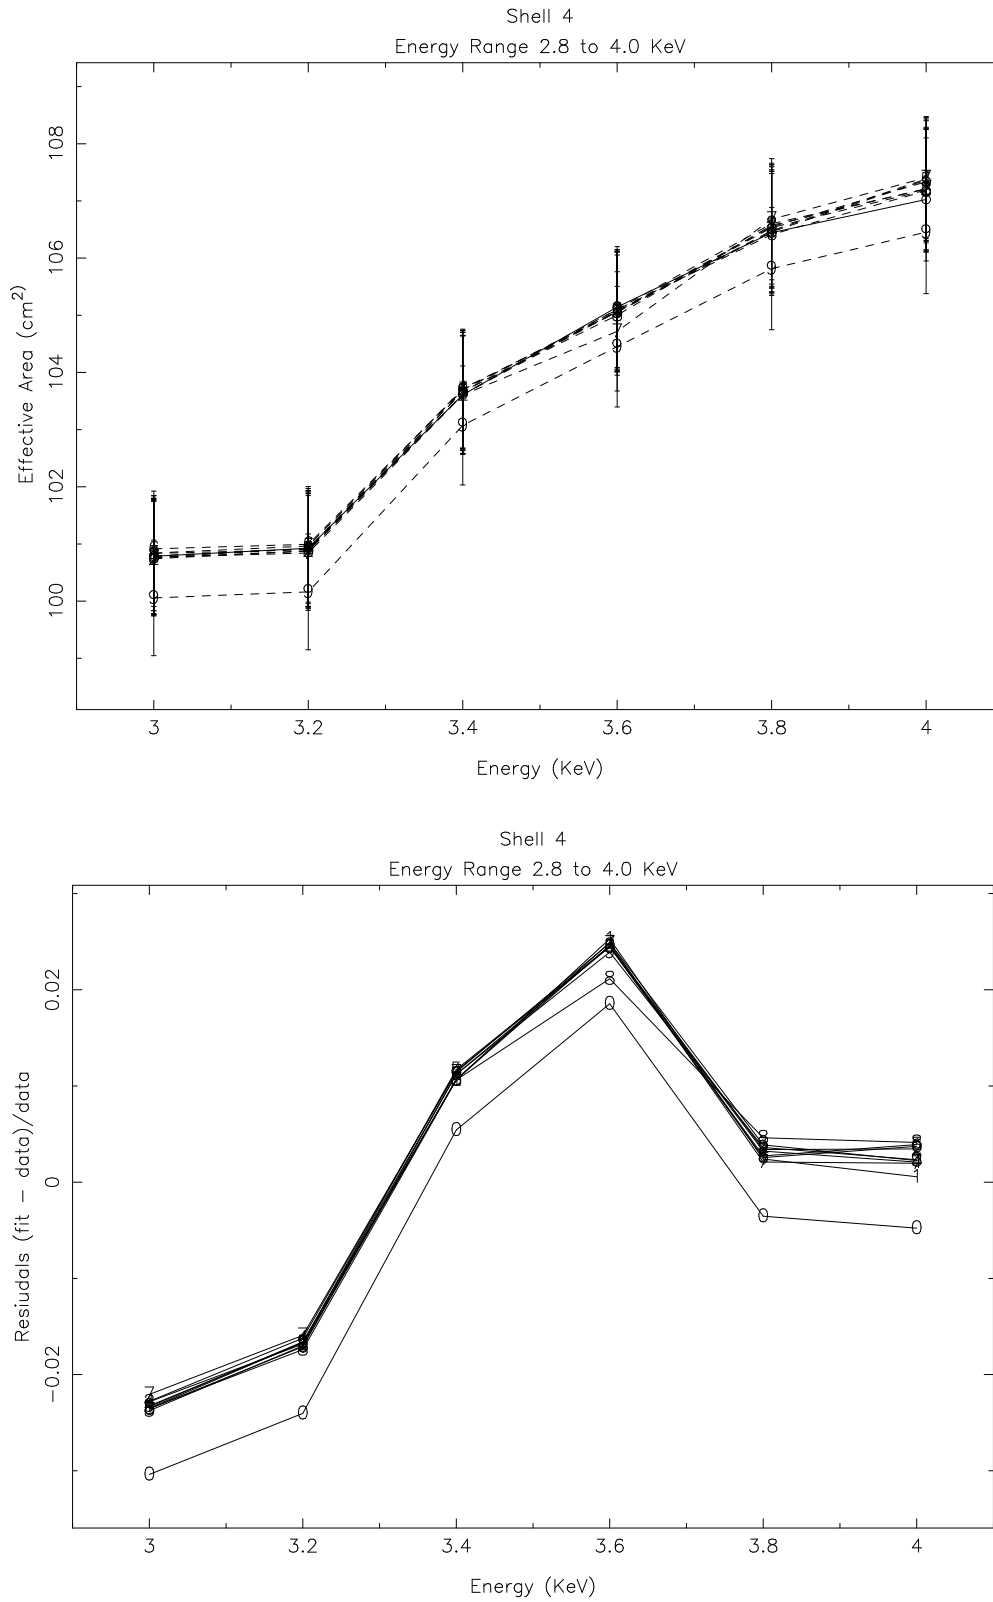 Shell 4
Energy Range 2.8 to 4.0 KeV
108
106
104
102
100
Effective Area (cm²)
3 3.2 3.4 3.6 3.8 4
Energy (KeV)
Shell 4
Energy Range 2.8 to 4.0 KeV
0.02
0
−0.02
Resiudals (fit − data)/data
3 3.2 3.4 3.6 3.8 4
Energy (KeV)